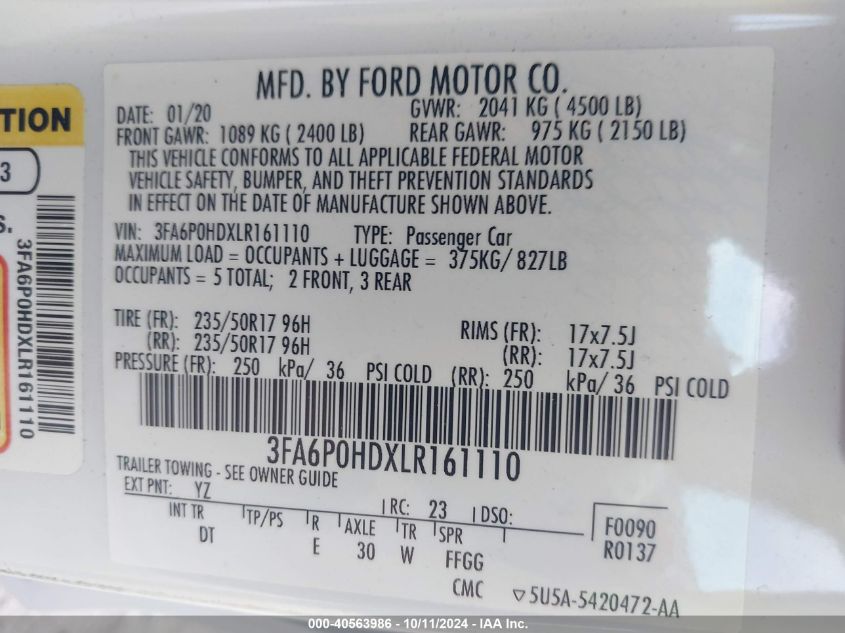 MFD. BY FORD MOTOR CO.
DATE: 01/20 GVWR: 2041 KG ( 4500 LB)
FRONT GAWR: 1089 KG ( 2400 LB) REAR GAWR: 975 KG ( 2150 LB)
THIS VEHICLE CONFORMS TO ALL APPLICABLE FEDERAL MOTOR
VEHICLE SAFETY, BUMPER, AND THEFT PREVENTION STANDARDS
IN EFFECT ON THE DATE OF MANUFACTURE SHOWN ABOVE.
VIN: 3FA6P0HDXLR161110 TYPE: Passenger Car
MAXIMUM LOAD = OCCUPANTS + LUGGAGE = 375KG/ 827LB
OCCUPANTS = 5 TOTAL; 2 FRONT, 3 REAR
TIRE (FR): 235/50R17 96H RIMS (FR): 17x7.5J
(RR): 235/50R17 96H (RR): 17x7.5J
PRESSURE (FR): 250 kPa/ 36 PSI COLD (RR): 250 kPa/ 36 PSI COLD
3FA6P0HDXLR161110
TRAILER TOWING - SEE OWNER GUIDE
EXT PNT: YZ RC: 23 DSO:
INT TR TP/PS R AXLE TR SPR
DT E 30 W FFGG
CMC
F0090
R0137
▽5U5A-5420472-AA
TION
3
S.
3FA6P0HDXLR161110
000-40563986 - 10/11/2024 - IAA Inc.